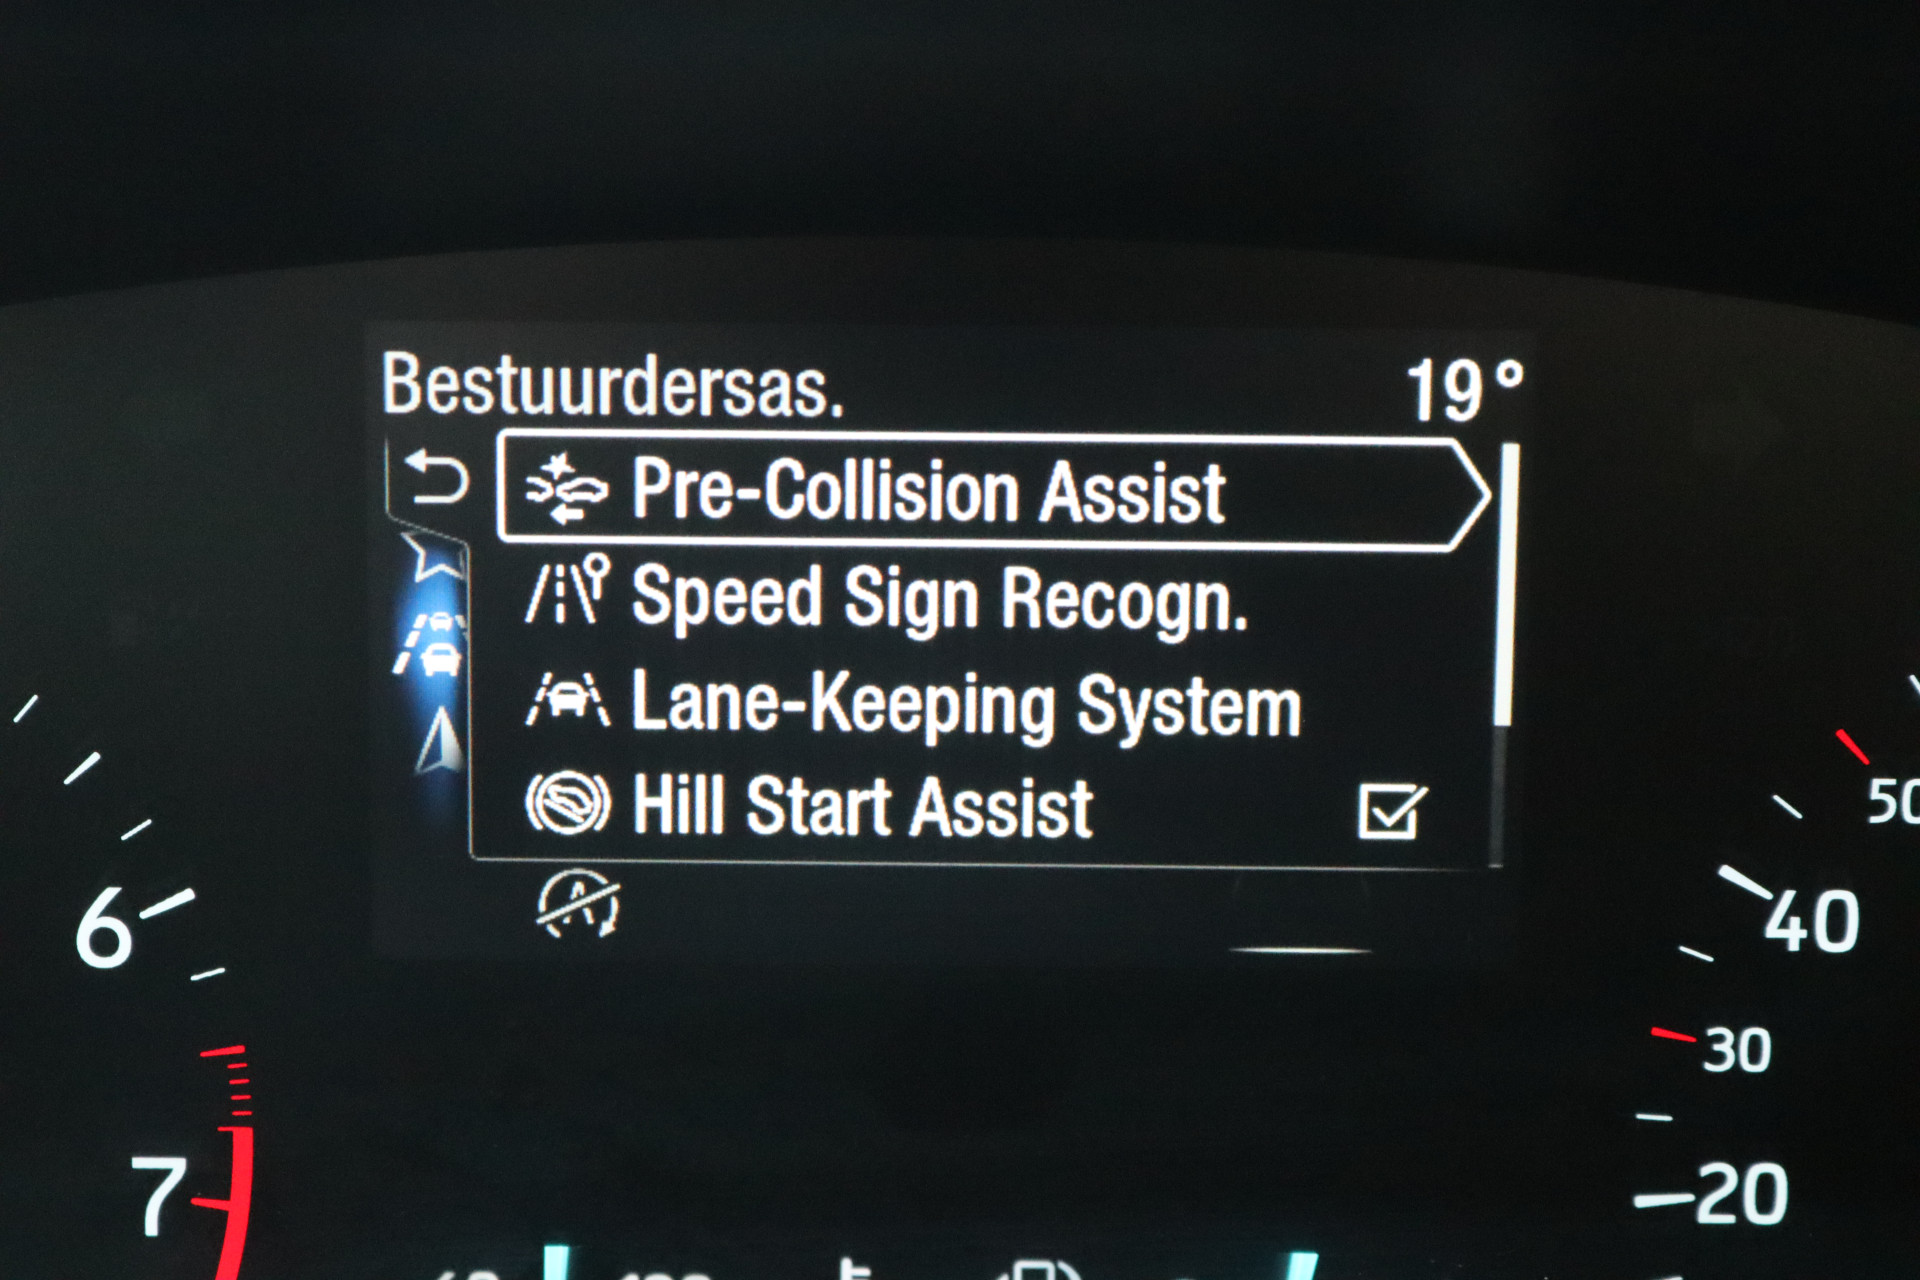 Bestuurdersas. 19°
Pre-Collision Assist
Speed Sign Recogn.
Lane-Keeping System
Hill Start Assist
A
50
6
40
30
7
20